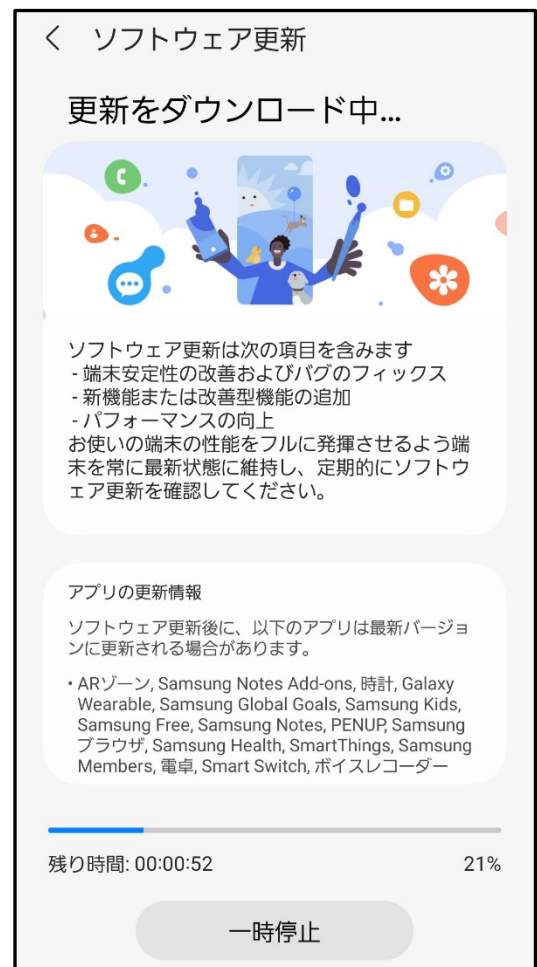 ソフトウェア更新
更新をダウンロード中...
ソフトウェア更新は次の項目を含みます
- 端末安定性の改善およびバグのフィックス
- 新機能または改善型機能の追加
- パフォーマンスの向上
お使いの端末の性能をフルに発揮させるよう端
末を常に最新状態に維持し、定期的にソフトウ
ェア更新を確認してください。
アプリの更新情報
ソフトウェア更新後に、以下のアプリは最新バージョ
ンに更新される場合があります。
• ARゾーン, Samsung Notes Add-ons, 時計, Galaxy
Wearable, Samsung Global Goals, Samsung Kids,
Samsung Free, Samsung Notes, PENUP, Samsung
ブラウザ, Samsung Health, SmartThings, Samsung
Members, 電卓, Smart Switch, ボイスレコーダー
残り時間: 00:00:52 21%
一時停止